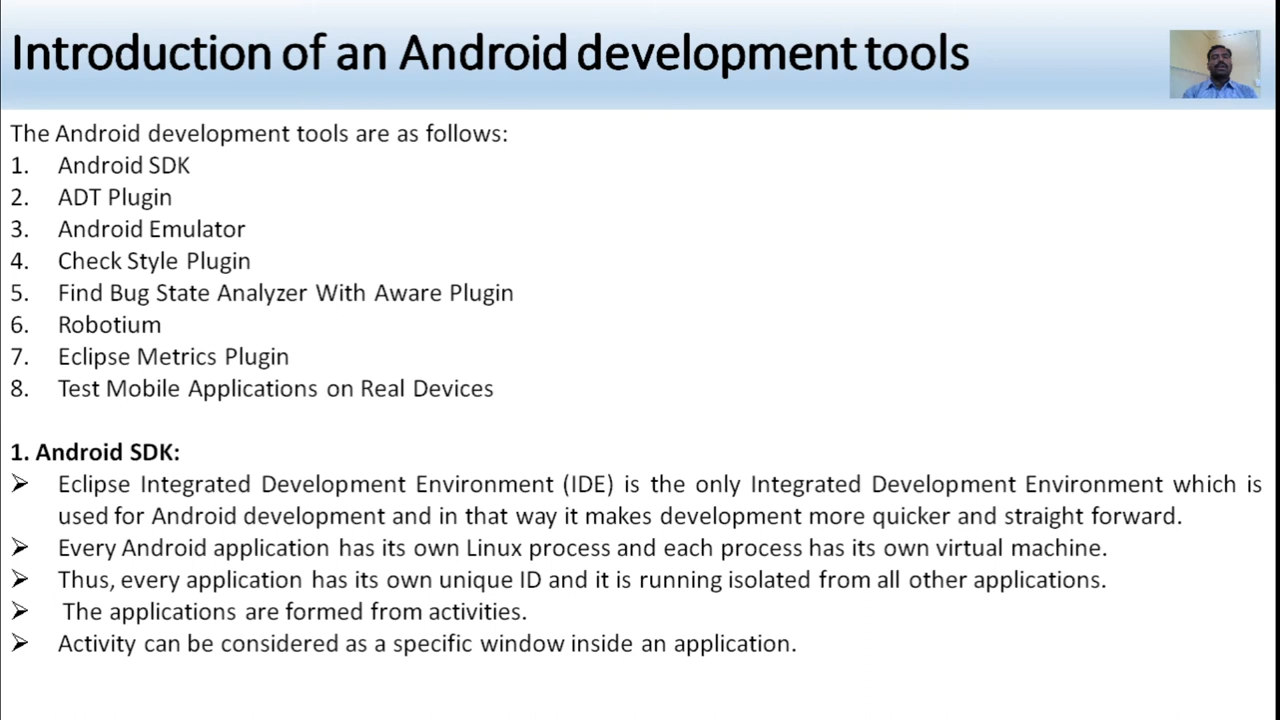 Introduction of an Android development tools
The Android development tools are as follows:
1. Android SDK
2. ADT Plugin
3. Android Emulator
4. Check Style Plugin
5. Find Bug State Analyzer With Aware Plugin
6. Robotium
7. Eclipse Metrics Plugin
8. Test Mobile Applications on Real Devices
1. Android SDK:
➢ Eclipse Integrated Development Environment (IDE) is the only Integrated Development Environment which is
used for Android development and in that way it makes development more quicker and straight forward.
➢ Every Android application has its own Linux process and each process has its own virtual machine.
➢ Thus, every application has its own unique ID and it is running isolated from all other applications.
➢ The applications are formed from activities.
➢ Activity can be considered as a specific window inside an application.